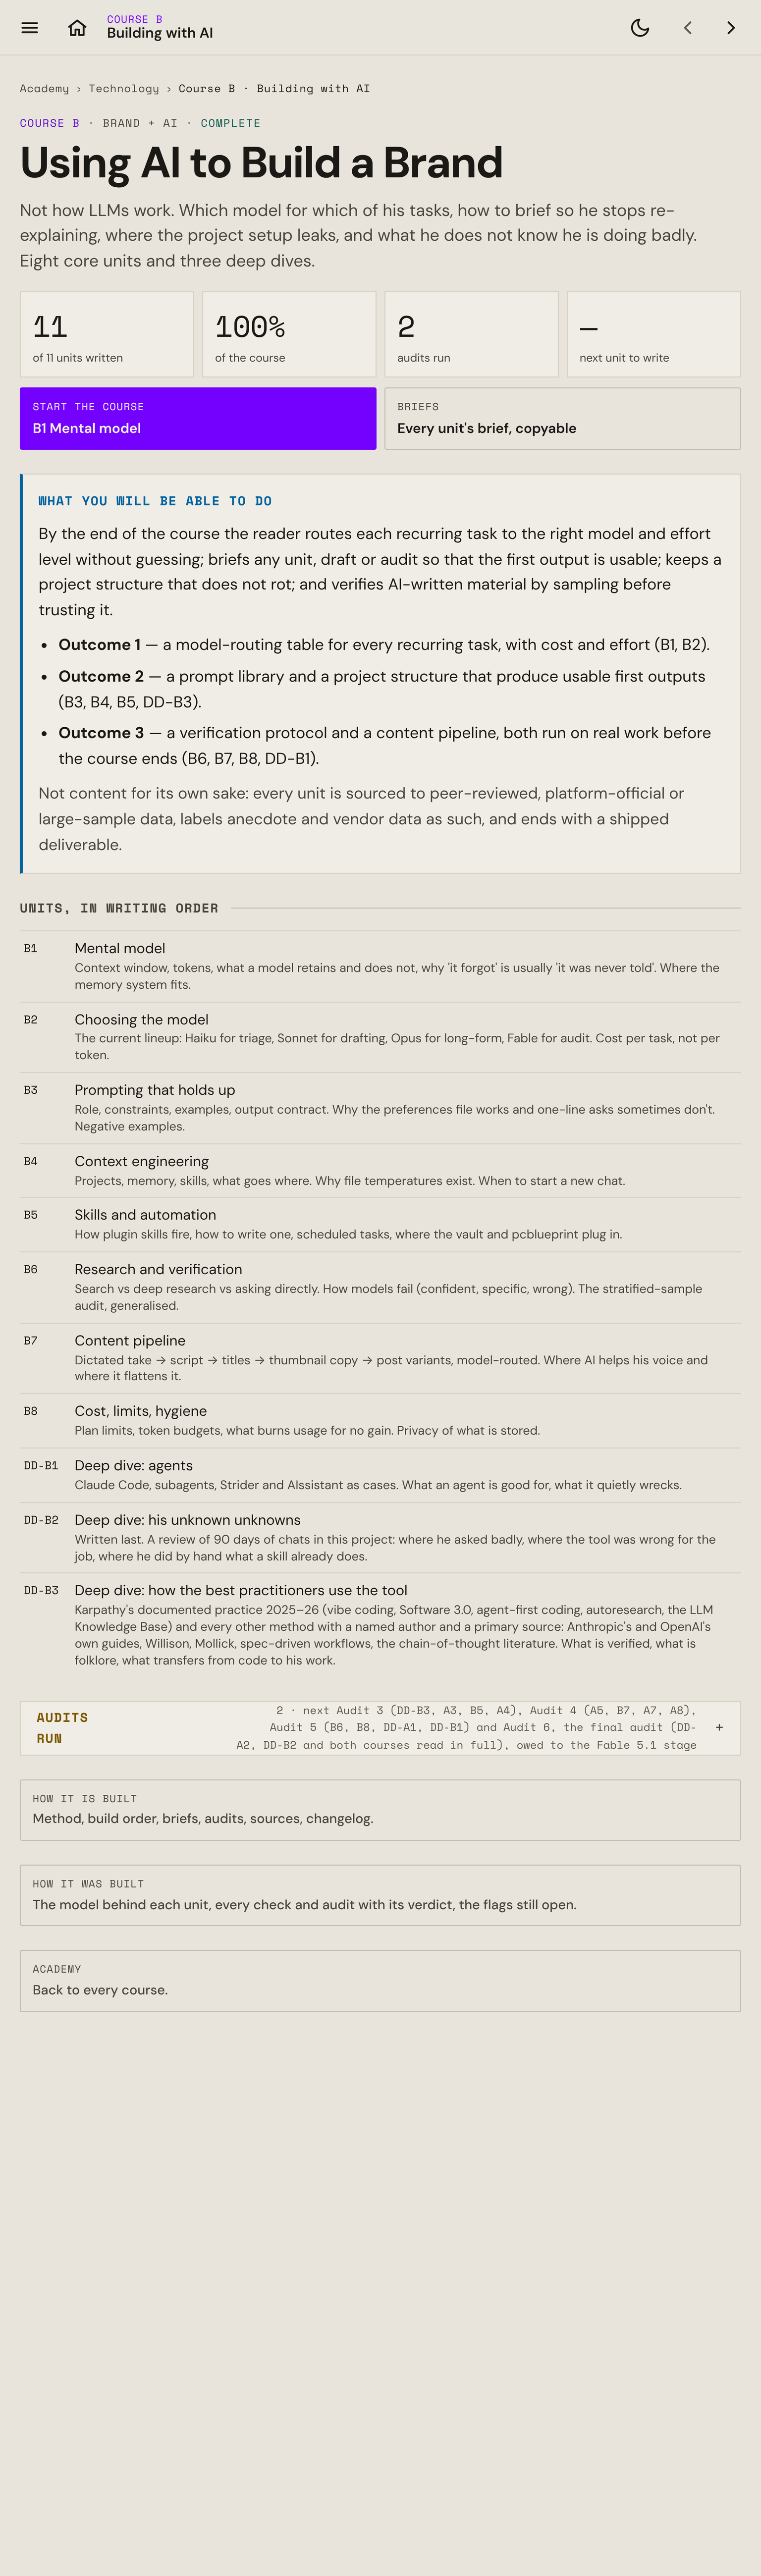 COURSE B
Building with AI
Academy › Technology › Course B · Building with AI
COURSE B · BRAND + AI · COMPLETE
Using AI to Build a Brand
Not how LLMs work. Which model for which of his tasks, how to brief so he stops re-
explaining, where the project setup leaks, and what he does not know he is doing badly.
Eight core units and three deep dives.
11
of 11 units written
100%
of the course
2
audits run
—
next unit to write
START THE COURSE
B1 Mental model
BRIEFS
Every unit's brief, copyable
WHAT YOU WILL BE ABLE TO DO
By the end of the course the reader routes each recurring task to the right model and effort
level without guessing; briefs any unit, draft or audit so that the first output is usable; keeps a
project structure that does not rot; and verifies AI-written material by sampling before
trusting it.
• Outcome 1 — a model-routing table for every recurring task, with cost and effort (B1, B2).
• Outcome 2 — a prompt library and a project structure that produce usable first outputs
(B3, B4, B5, DD-B3).
• Outcome 3 — a verification protocol and a content pipeline, both run on real work before
the course ends (B6, B7, B8, DD-B1).
Not content for its own sake: every unit is sourced to peer-reviewed, platform-official or
large-sample data, labels anecdote and vendor data as such, and ends with a shipped
deliverable.
UNITS, IN WRITING ORDER
B1 Mental model
Context window, tokens, what a model retains and does not, why 'it forgot' is usually 'it was never told'. Where the
memory system fits.
B2 Choosing the model
The current lineup: Haiku for triage, Sonnet for drafting, Opus for long-form, Fable for audit. Cost per task, not per
token.
B3 Prompting that holds up
Role, constraints, examples, output contract. Why the preferences file works and one-line asks sometimes don't.
Negative examples.
B4 Context engineering
Projects, memory, skills, what goes where. Why file temperatures exist. When to start a new chat.
B5 Skills and automation
How plugin skills fire, how to write one, scheduled tasks, where the vault and pcblueprint plug in.
B6 Research and verification
Search vs deep research vs asking directly. How models fail (confident, specific, wrong). The stratified-sample
audit, generalised.
B7 Content pipeline
Dictated take → script → titles → thumbnail copy → post variants, model-routed. Where AI helps his voice and
where it flattens it.
B8 Cost, limits, hygiene
Plan limits, token budgets, what burns usage for no gain. Privacy of what is stored.
DD-B1 Deep dive: agents
Claude Code, subagents, Strider and AIssistant as cases. What an agent is good for, what it quietly wrecks.
DD-B2 Deep dive: his unknown unknowns
Written last. A review of 90 days of chats in this project: where he asked badly, where the tool was wrong for the
job, where he did by hand what a skill already does.
DD-B3 Deep dive: how the best practitioners use the tool
Karpathy's documented practice 2025–26 (vibe coding, Software 3.0, agent-first coding, autoresearch, the LLM
Knowledge Base) and every other method with a named author and a primary source: Anthropic's and OpenAI's
own guides, Willison, Mollick, spec-driven workflows, the chain-of-thought literature. What is verified, what is
folklore, what transfers from code to his work.
AUDITS
RUN
2 · next Audit 3 (DD-B3, A3, B5, A4), Audit 4 (A5, B7, A7, A8),
Audit 5 (B6, B8, DD-A1, DD-B1) and Audit 6, the final audit (DD-
A2, DD-B2 and both courses read in full), owed to the Fable 5.1 stage
+
HOW IT IS BUILT
Method, build order, briefs, audits, sources, changelog.
HOW IT WAS BUILT
The model behind each unit, every check and audit with its verdict, the flags still open.
ACADEMY
Back to every course.